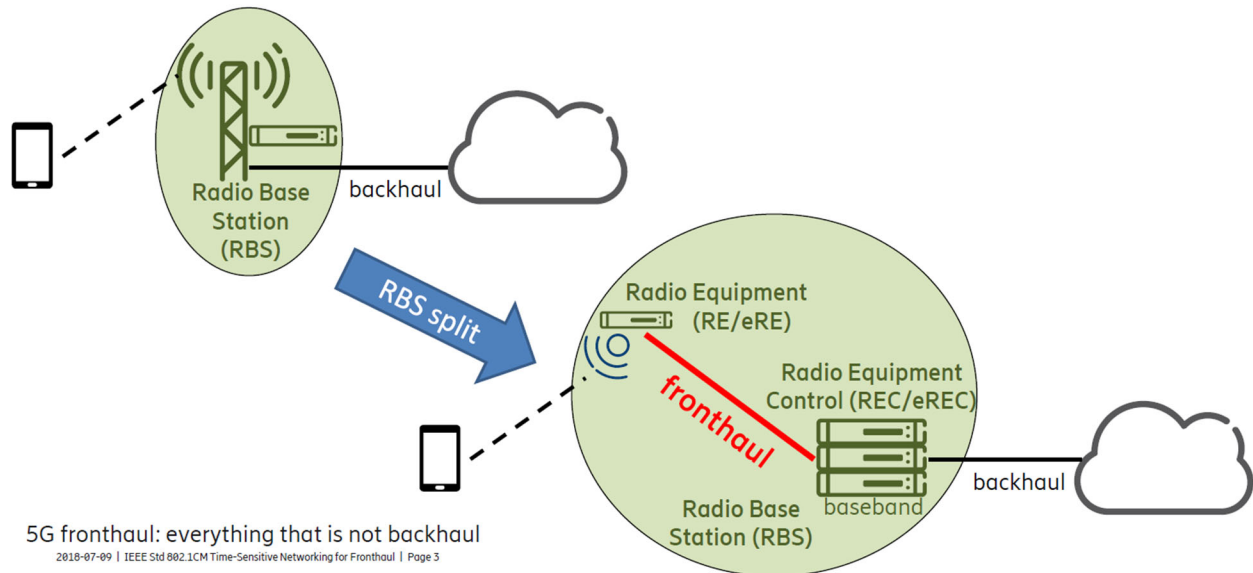 backhaul
Radio Base
Station
(RBS)
RBS split
Radio Equipment
(RE/eRE)
fronthaul
Radio Equipment
Control (REC/eREC)
baseband
backhaul
Radio Base
Station (RBS)
5G fronthaul: everything that is not backhaul
2018-07-09 | IEEE Std 802.1CM Time-Sensitive Networking for Fronthaul | Page 3